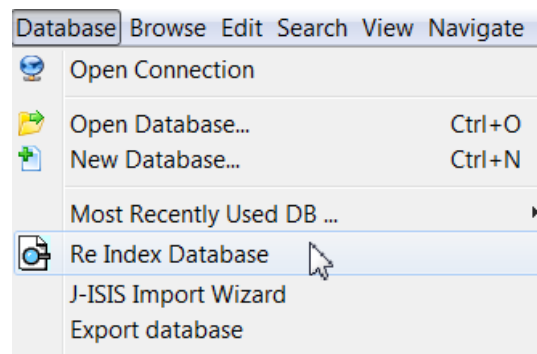 Database Browse Edit Search View Navigate
Open Connection
Open Database... Ctrl+O
New Database... Ctrl+N
Most Recently Used DB ...
Re Index Database
J-ISIS Import Wizard
Export database